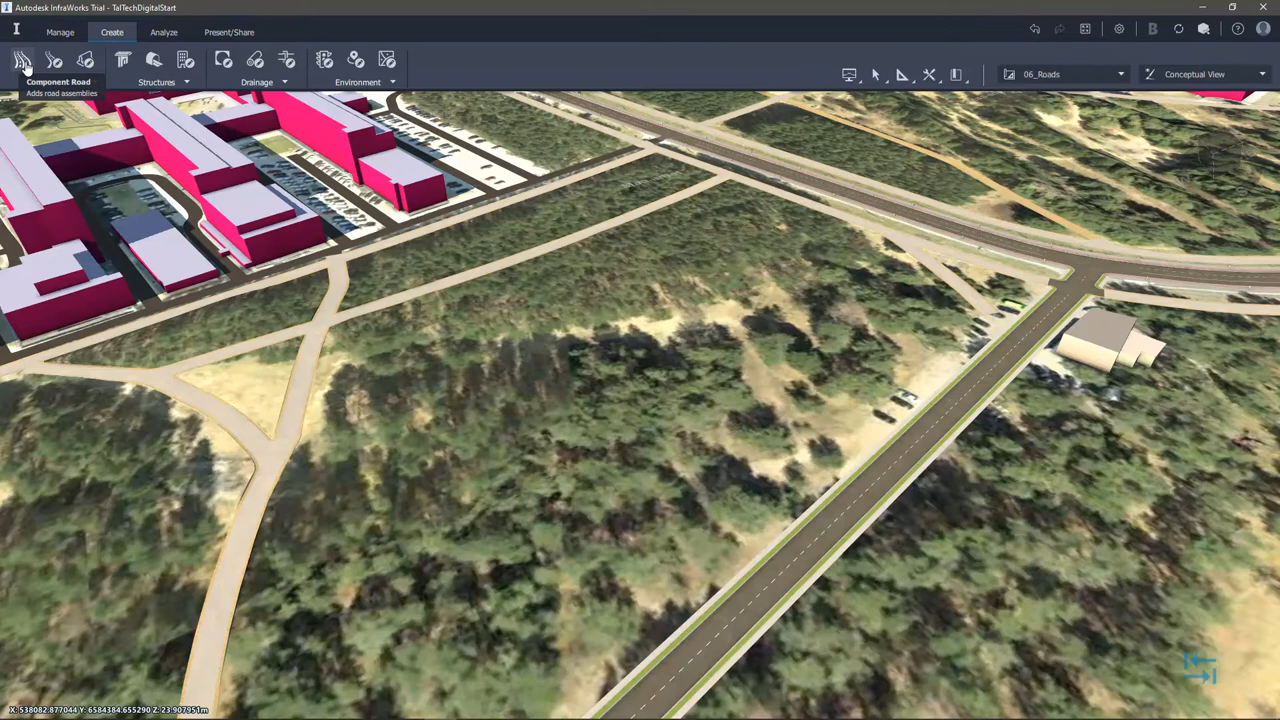 Autodesk InfraWorks Trial - TalTechDigitalStart
I
Manage
Create
Analyze
Present/Share
Structures
Drainage
Environment
06_Roads
Conceptual View
Component Road
Adds road assemblies
X: 538082.877044 Y: 6584384.655290 Z: 23.907951m